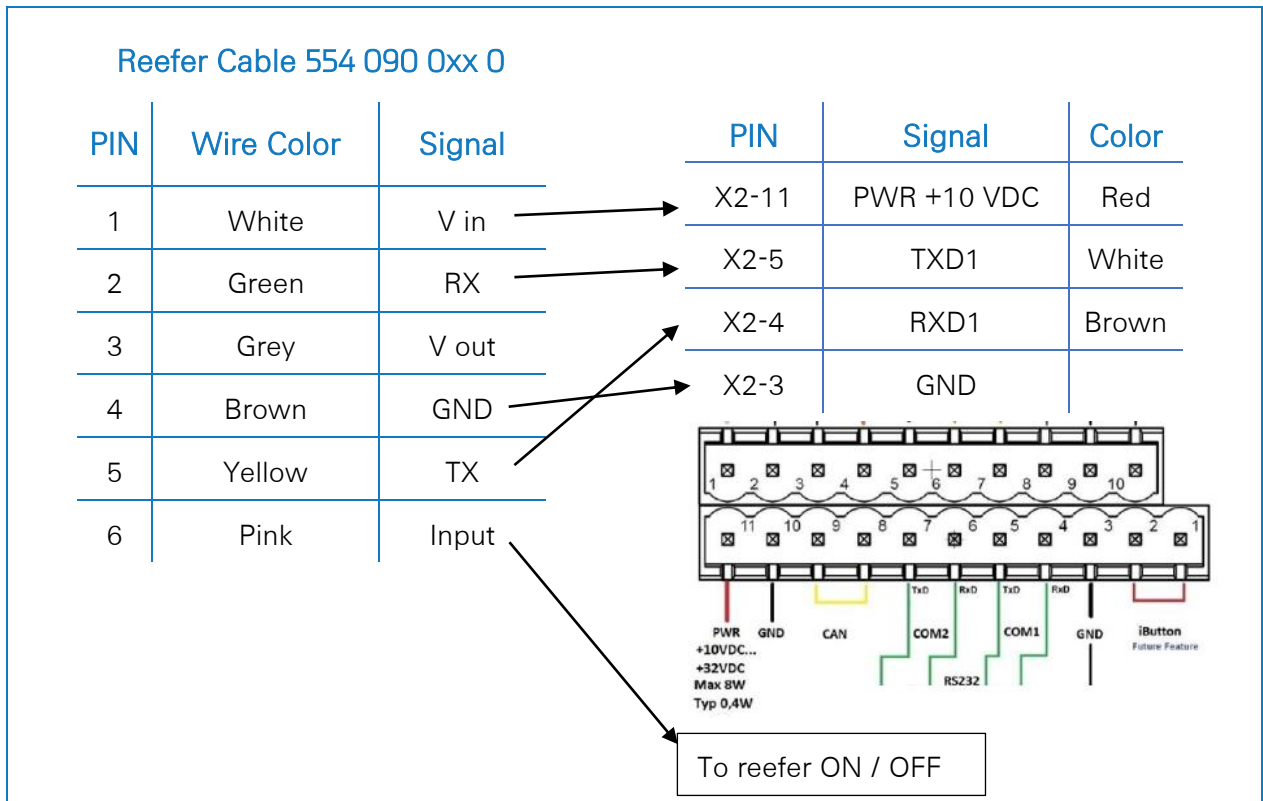 Reefer Cable 554 090 0xx 0
PIN Wire Color Signal
1 White V in
2 Green RX
3 Grey V out
4 Brown GND
5 Yellow TX
6 Pink Input
PIN Signal Color
X2-11 PWR +10 VDC Red
X2-5 TXD1 White
X2-4 RXD1 Brown
X2-3 GND
1 2 3 4 5 6 7 8 9 10
11 10 9 8 7 6 5 4 3 2 1
TxD RxD TxD RxD
PWR GND CAN COM2 COM1 GND iButton
+10VDC... Future Feature
+32VDC RS232
Max 8W
Typ 0,4W
To reefer ON / OFF